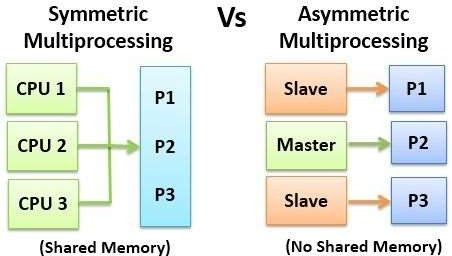 Symmetric
Multiprocessing
Vs
Asymmetric
Multiprocessing
CPU 1
CPU 2
CPU 3
P1
P2
P3
(Shared Memory)
Slave
P1
Master
P2
Slave
P3
(No Shared Memory)